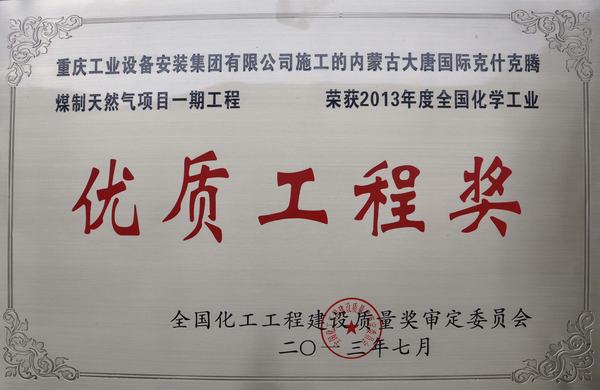 重庆工业设备安装集团有限公司施工的内蒙古大唐国际克什克腾
煤制天然气项目一期工程 荣获2013年度全国化学工业
优质工程奖
全国化工工程建设质量奖审定委员会
二〇一三年七月